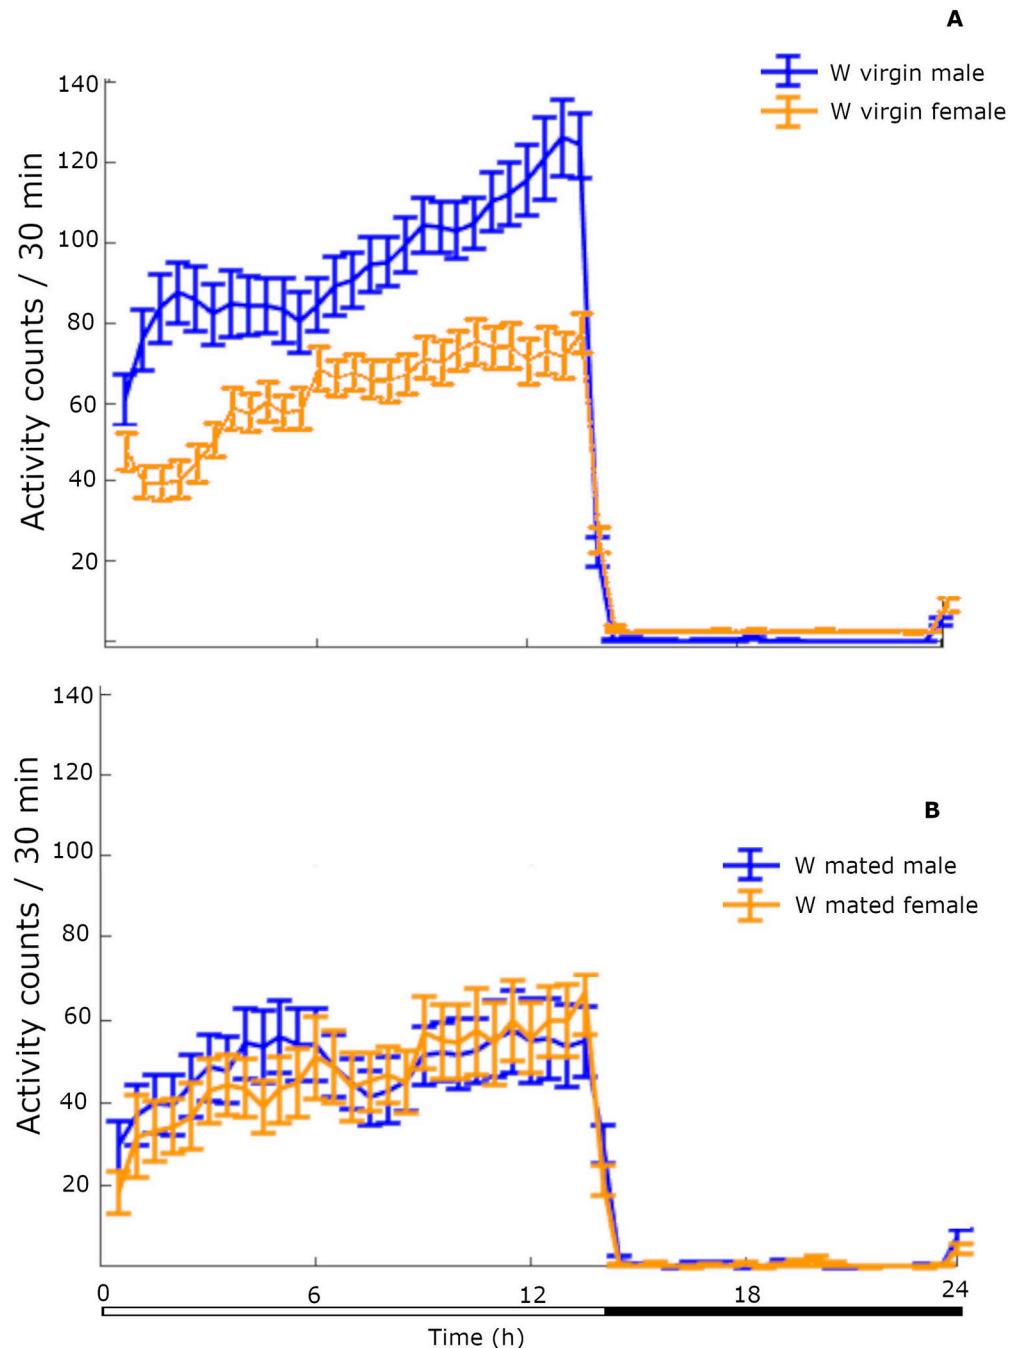 A
W virgin male
W virgin female
Activity counts / 30 min
140
120
100
80
60
40
20
B
W mated male
W mated female
Activity counts / 30 min
140
120
100
80
60
40
20
0 6 12 18 24
Time (h)